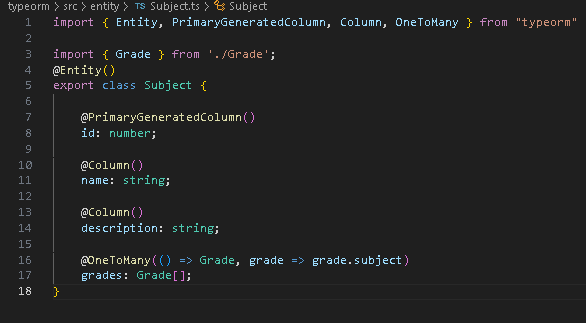 typeorm > src > entity > TS Subject.ts > Subject
1 import { Entity, PrimaryGeneratedColumn, Column, OneToMany } from "typeorm"
2
3 import { Grade } from './Grade';
4 @Entity()
5 export class Subject {
6
7 @PrimaryGeneratedColumn()
8 id: number;
9
10 @Column()
11 name: string;
12
13 @Column()
14 description: string;
15
16 @OneToMany(() => Grade, grade => grade.subject)
17 grades: Grade[];
18 }